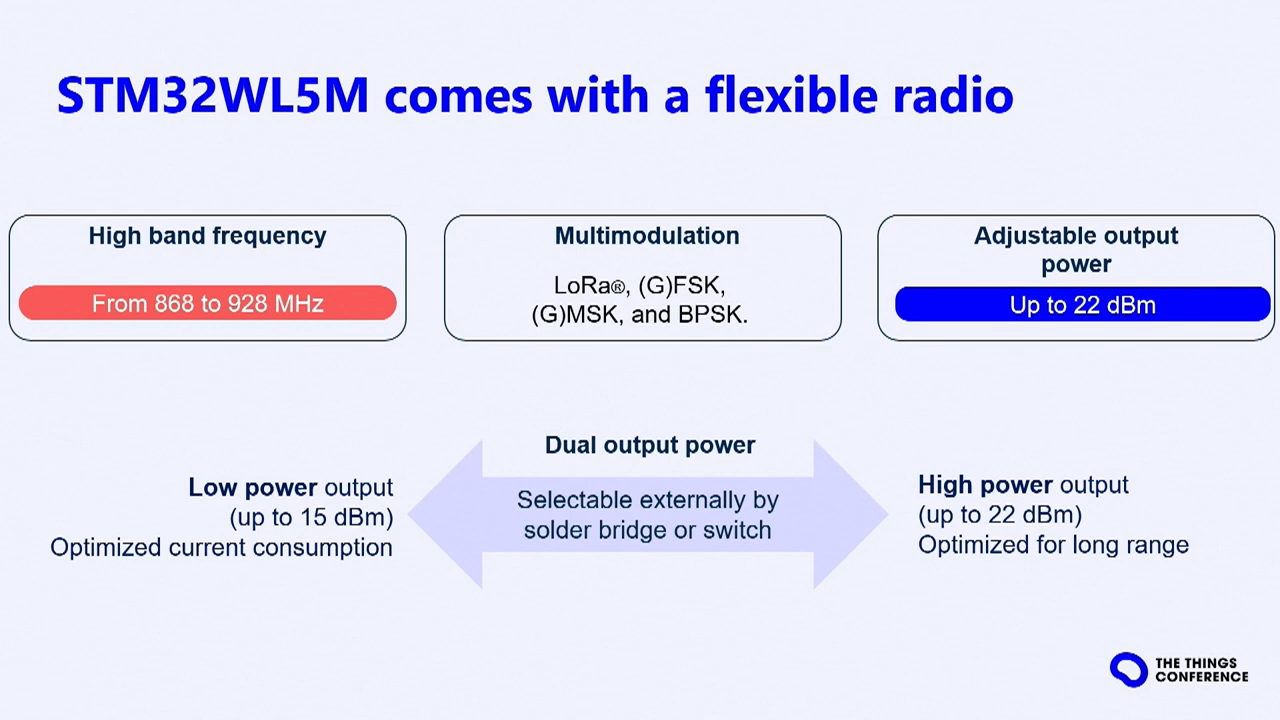 STM32WL5M comes with a flexible radio
High band frequency
From 868 to 928 MHz
Multimodulation
LoRa®, (G)FSK,
(G)MSK, and BPSK.
Adjustable output
power
Up to 22 dBm
Dual output power
Selectable externally by
solder bridge or switch
Low power output
(up to 15 dBm)
Optimized current consumption
High power output
(up to 22 dBm)
Optimized for long range
THE THINGS
CONFERENCE